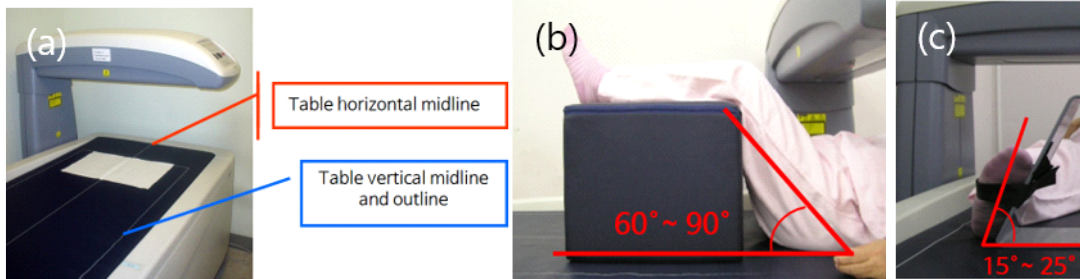 (a)
Table horizontal midline
Table vertical midline
and outline
(b)
60˚~ 90˚
(c)
15˚~ 25˚